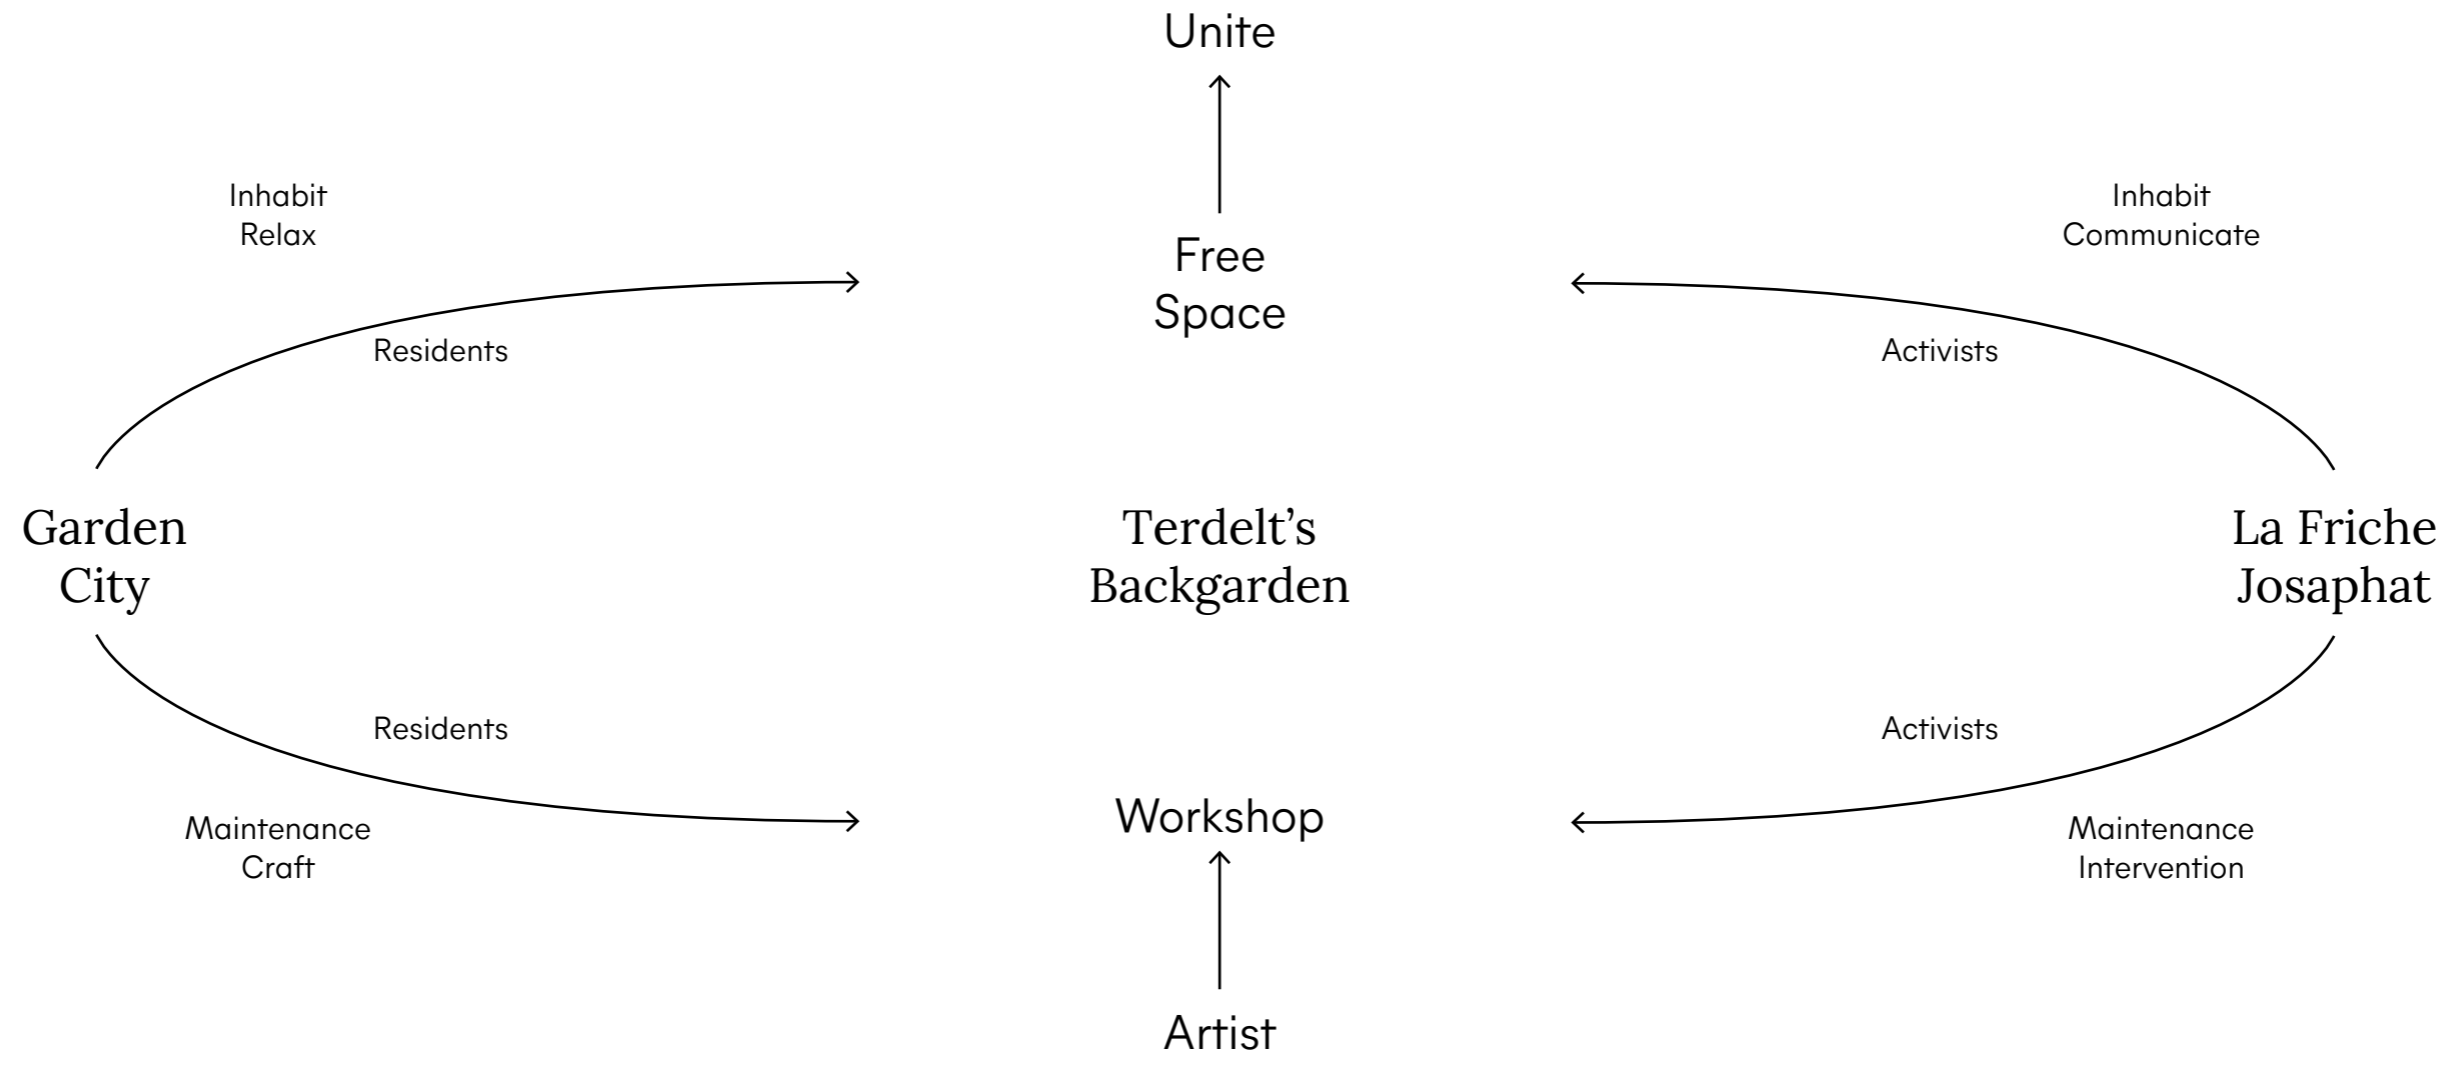 Unite
Inhabit
Relax
Inhabit
Communicate
Free
Space
Residents
Activists
Garden
City
Terdelt’s
Backgarden
La Friche
Josaphat
Residents
Activists
Workshop
Maintenance
Craft
Maintenance
Intervention
Artist